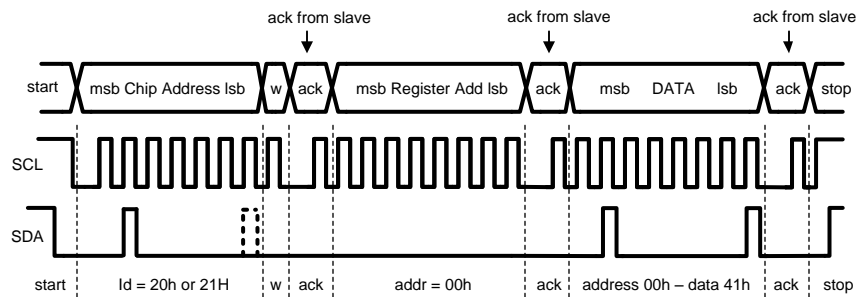 ack from slave ack from slave ack from slave
start msb Chip Address lsb w ack msb Register Add lsb ack msb DATA lsb ack stop
SCL
SDA
start Id = 20h or 21H w ack addr = 00h ack address 00h – data 41h ack stop